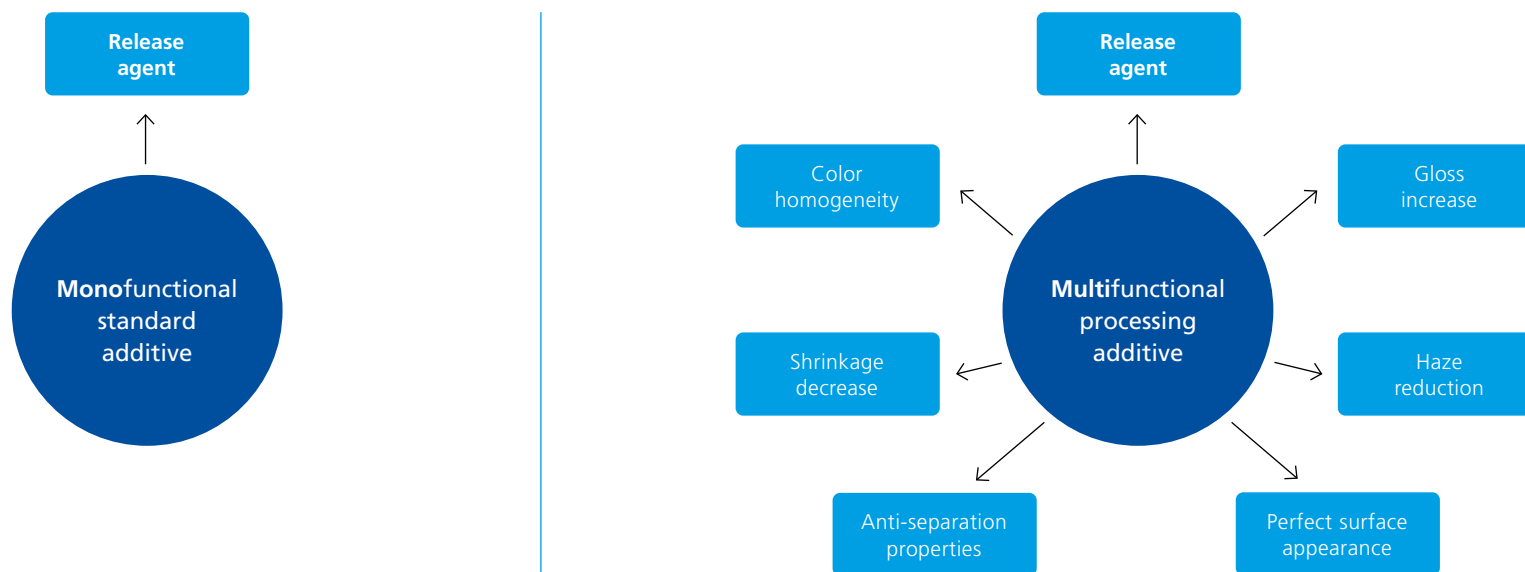 Release
agent
Monofunctional
standard
additive
Release
agent
Color
homogeneity
Gloss
increase
Multifunctional
processing
additive
Shrinkage
decrease
Haze
reduction
Anti-separation
properties
Perfect surface
appearance